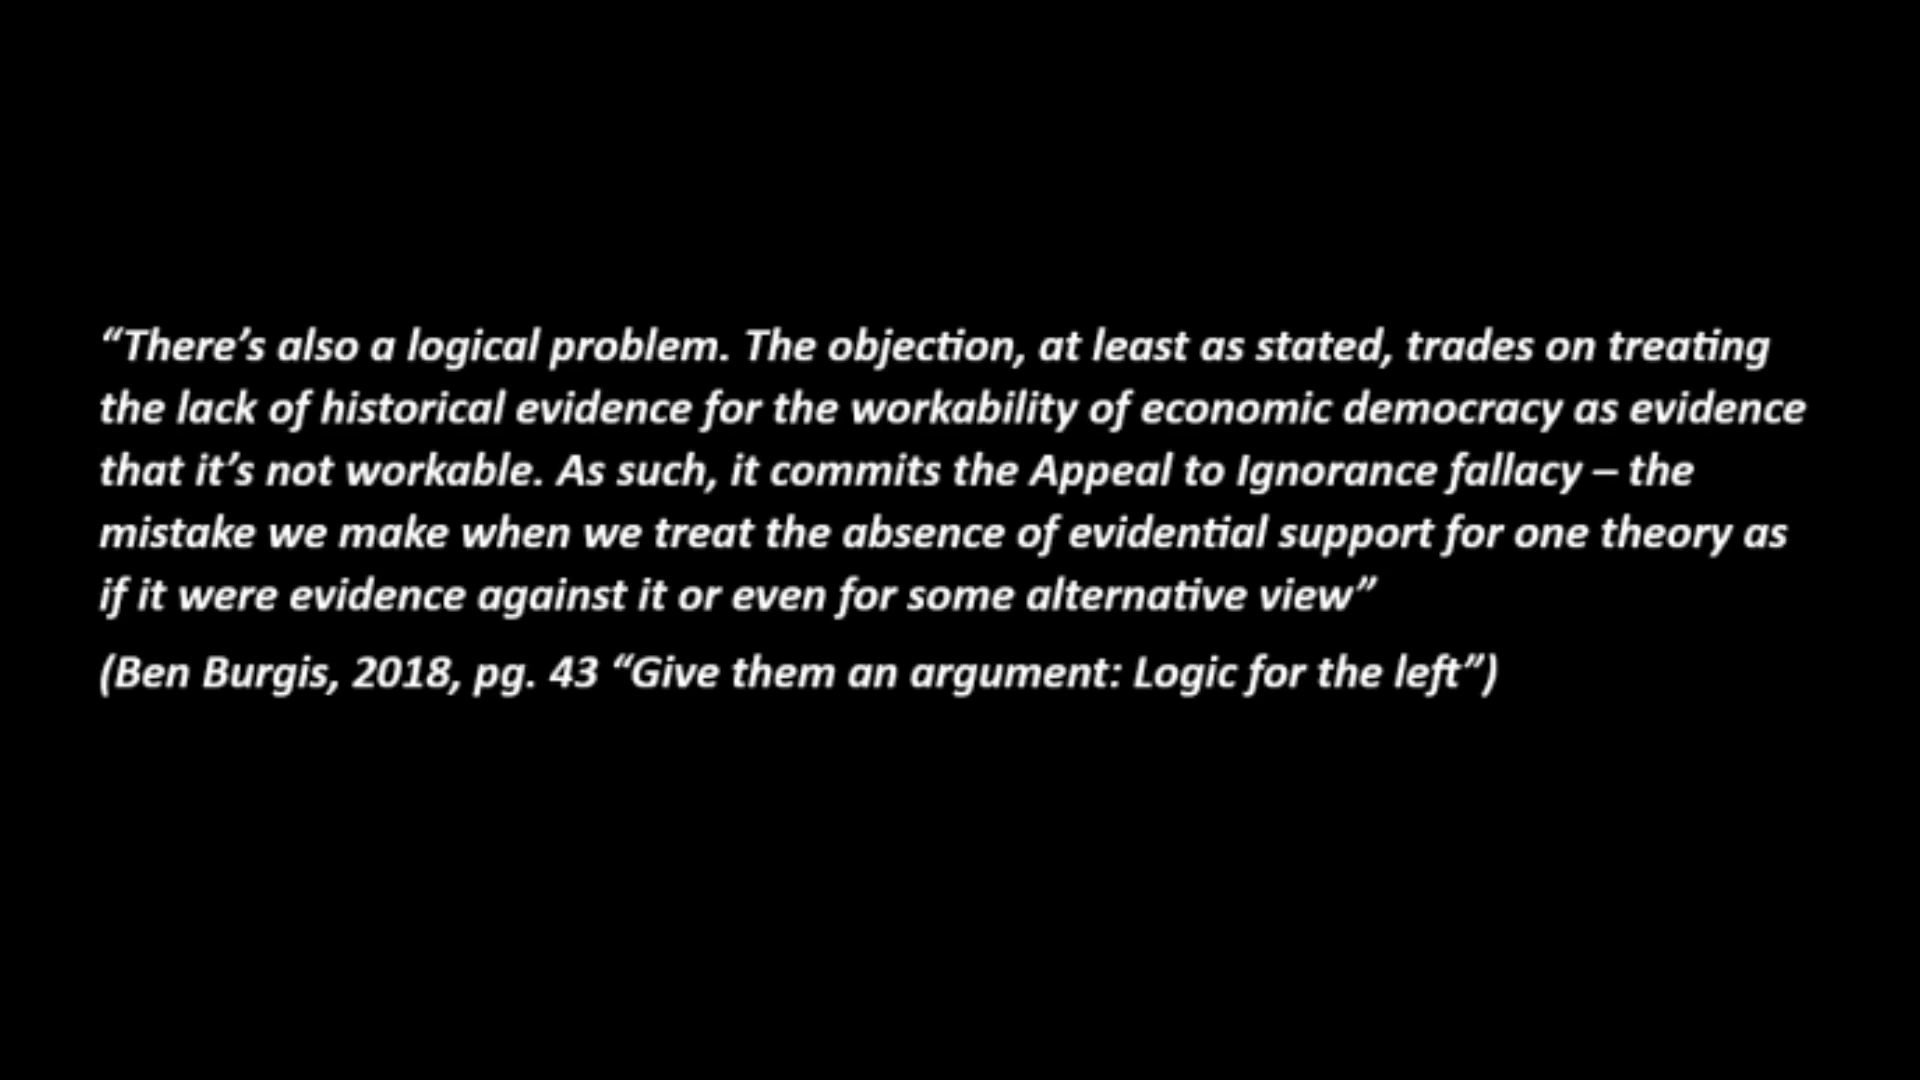 “There’s also a logical problem. The objection, at least as stated, trades on treating
the lack of historical evidence for the workability of economic democracy as evidence
that it’s not workable. As such, it commits the Appeal to Ignorance fallacy – the
mistake we make when we treat the absence of evidential support for one theory as
if it were evidence against it or even for some alternative view”
(Ben Burgis, 2018, pg. 43 “Give them an argument: Logic for the left”)